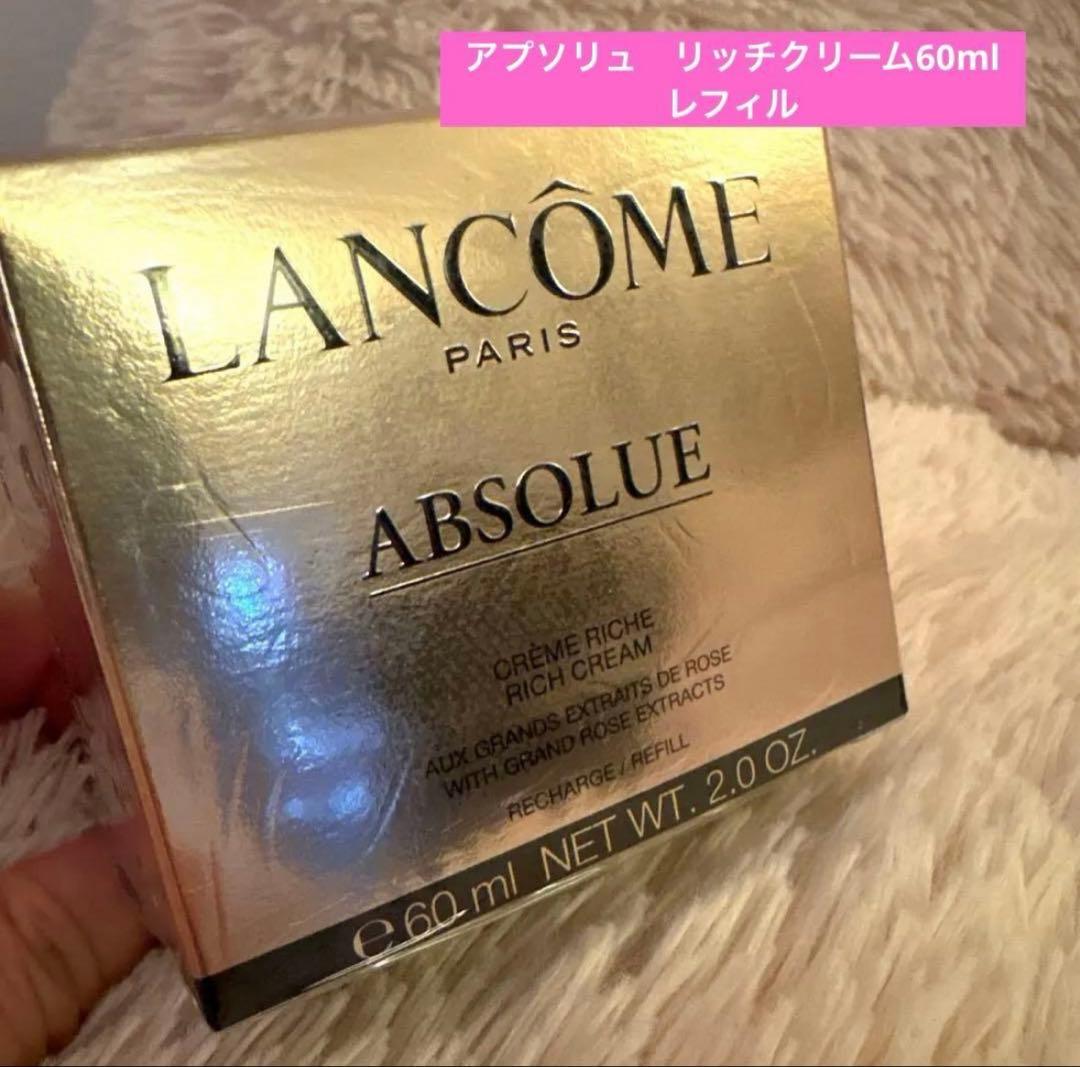 アプソリュ　リッチクリーム60ml
レフィル
LANCÔME
PARIS
ABSOLUE
CRÈME RICHE
RICH CREAM
AUX GRANDS EXTRAITS DE ROSE
WITH GRAND ROSE EXTRACTS
RECHARGE / REFILL
℮60 ml NET WT. 2.0 OZ.